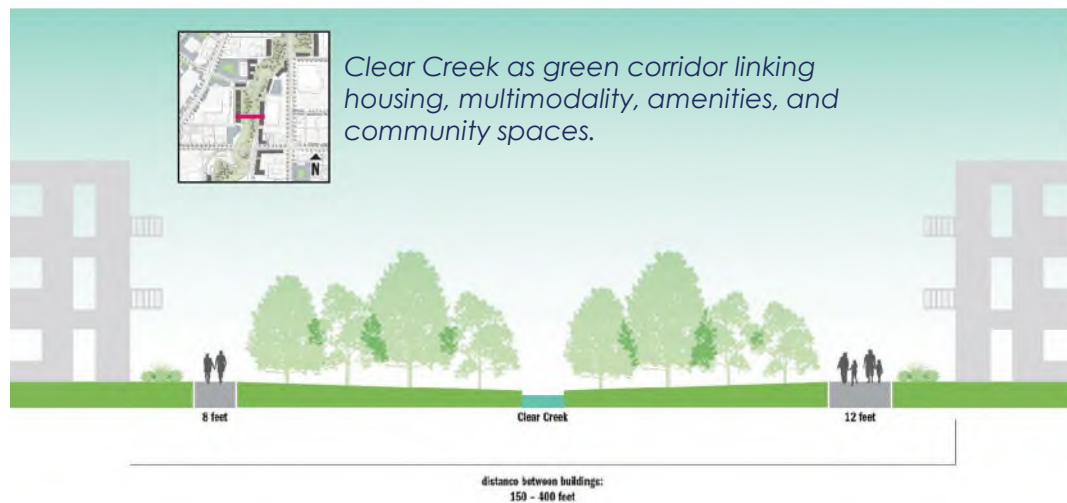 Clear Creek as green corridor linking
housing, multimodality, amenities, and
community spaces.
N
8 feet
Clear Creek
12 feet
distance between buildings:
150 – 400 feet